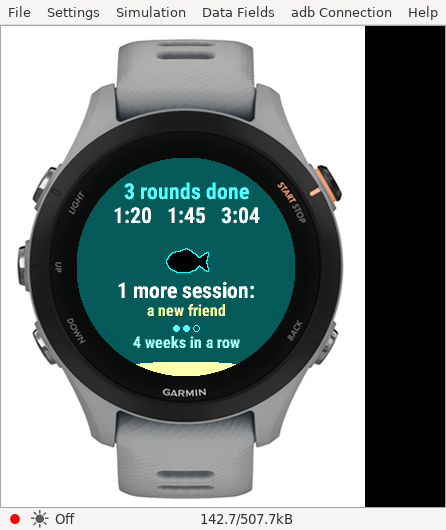 File Settings Simulation Data Fields adb Connection Help
LIGHT
START STOP
3 rounds done
1:20 1:45 3:04
UP
1 more session:
a new friend
DOWN
BACK
4 weeks in a row
GARMIN
Off
142.7/507.7kB